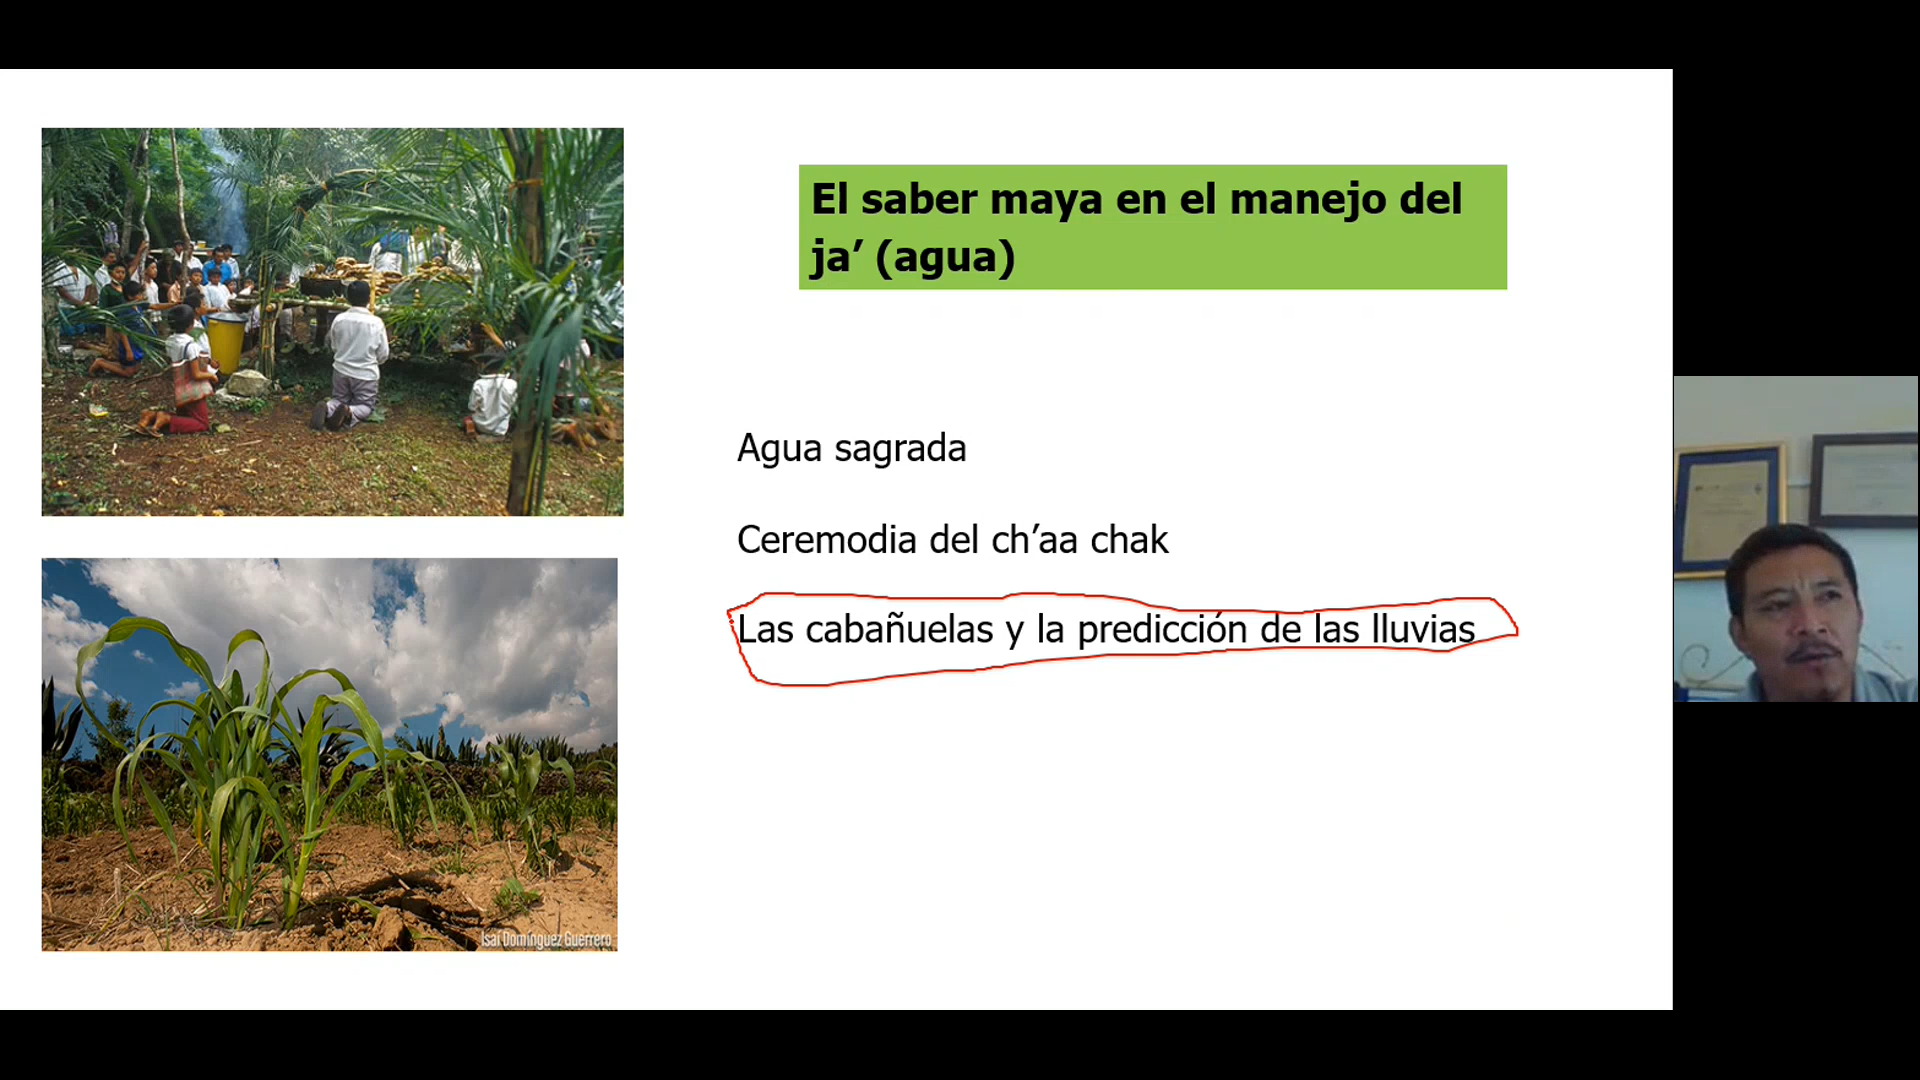 El saber maya en el manejo del
ja’ (agua)
Agua sagrada
Ceremodia del ch’aa chak
Las cabañuelas y la predicción de las lluvias
Isaí Domínguez Guerrero